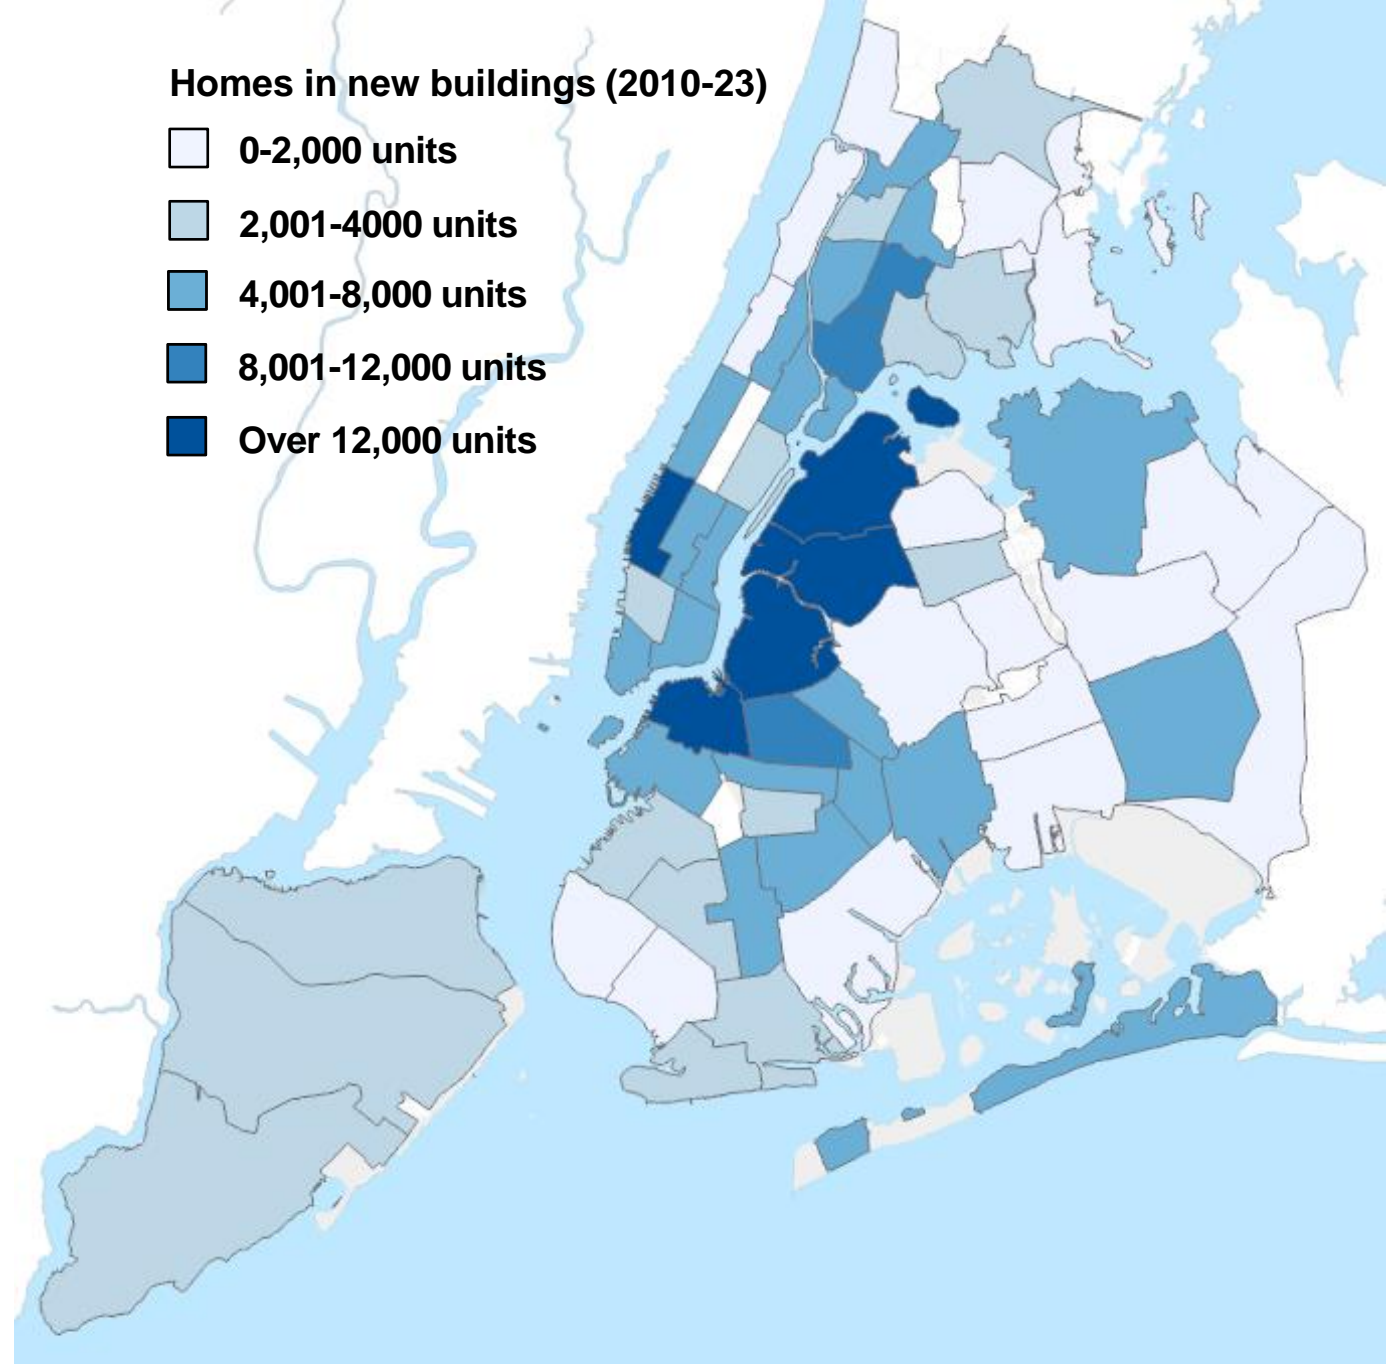 Homes in new buildings (2010-23)
0-2,000 units
2,001-4000 units
4,001-8,000 units
8,001-12,000 units
Over 12,000 units